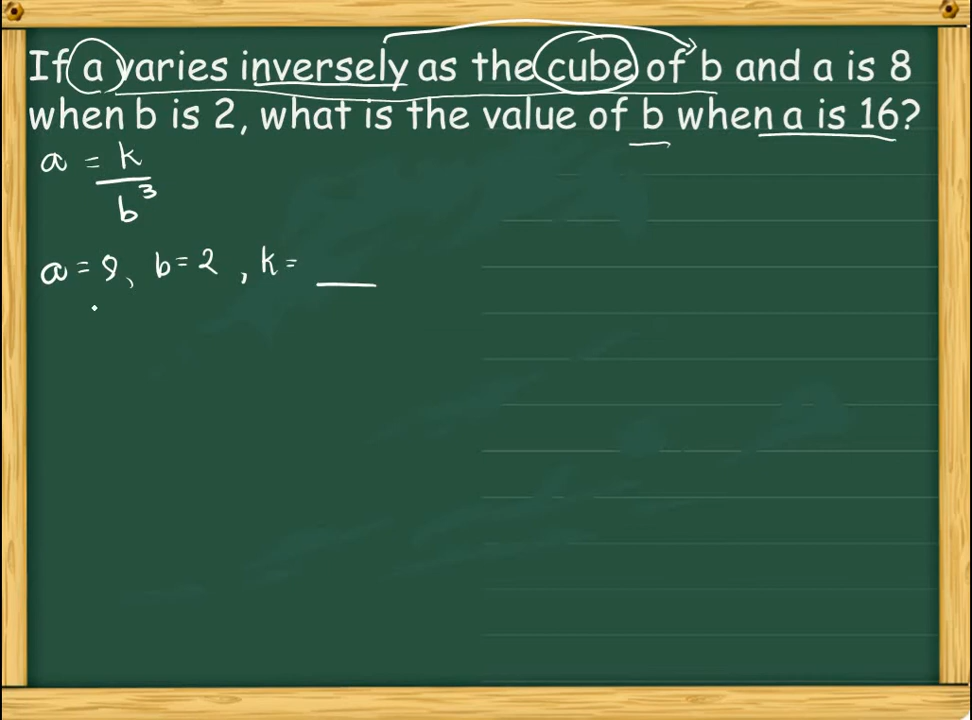 If a varies inversely as the cube of b and a is 8
when b is 2, what is the value of b when a is 16?
a = k
b³
a = 8, b = 2 , k = __